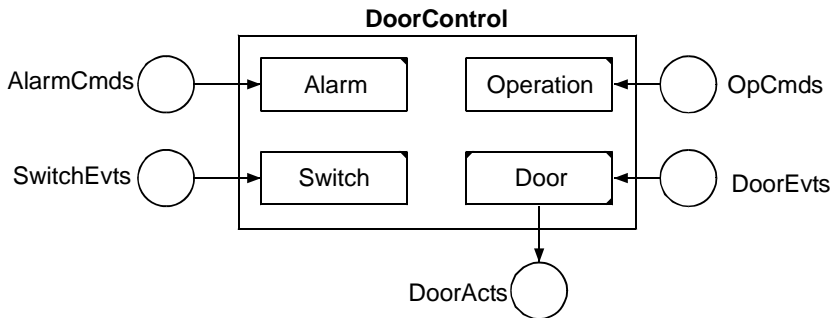 DoorControl
AlarmCmds
Alarm
Operation
OpCmds
SwitchEvts
Switch
Door
DoorEvts
DoorActs